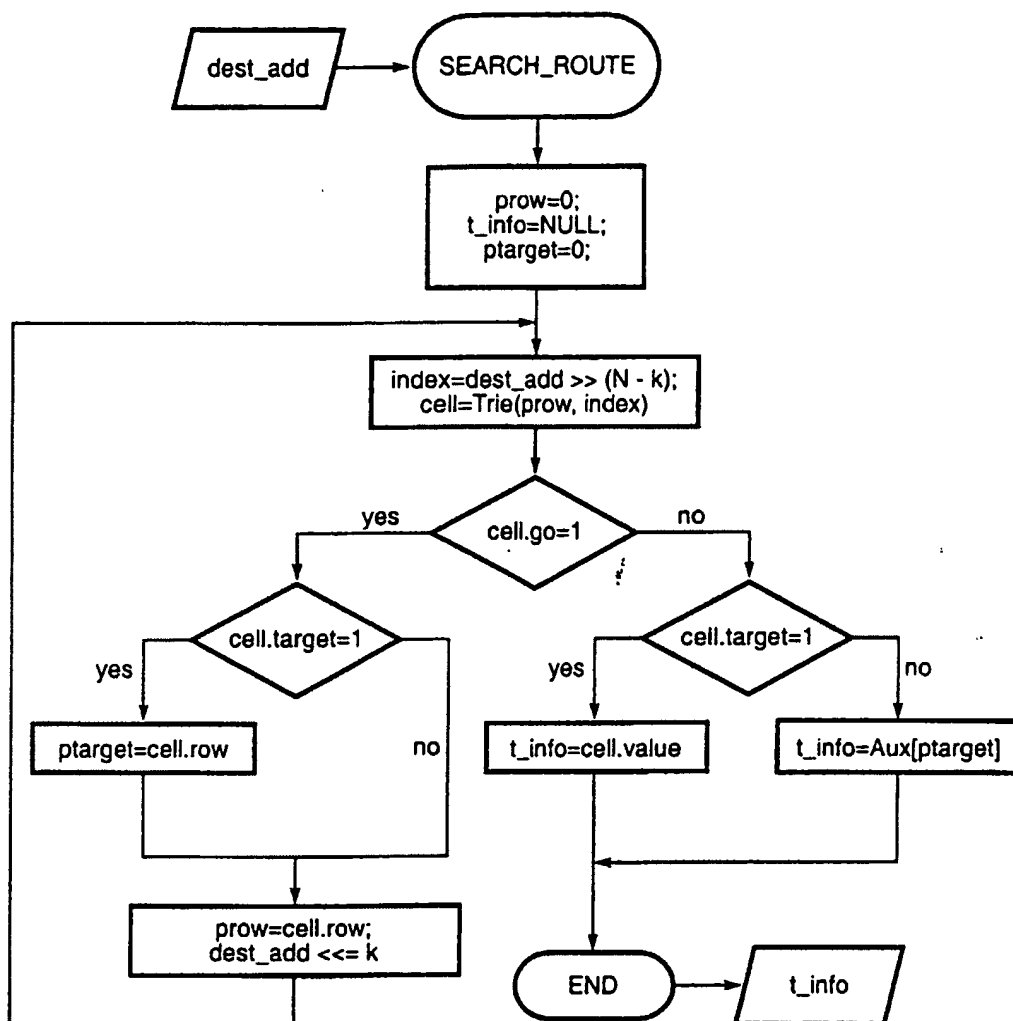 dest_add
SEARCH_ROUTE
prow=0;
t_info=NULL;
ptarget=0;
index=dest_add >> (N - k);
cell=Trie(prow, index)
yes
cell.go=1
no
cell.target=1
cell.target=1
yes
no
yes
no
ptarget=cell.row
t_info=cell.value
t_info=Aux[ptarget]
prow=cell.row;
dest_add <<= k
END
t_info